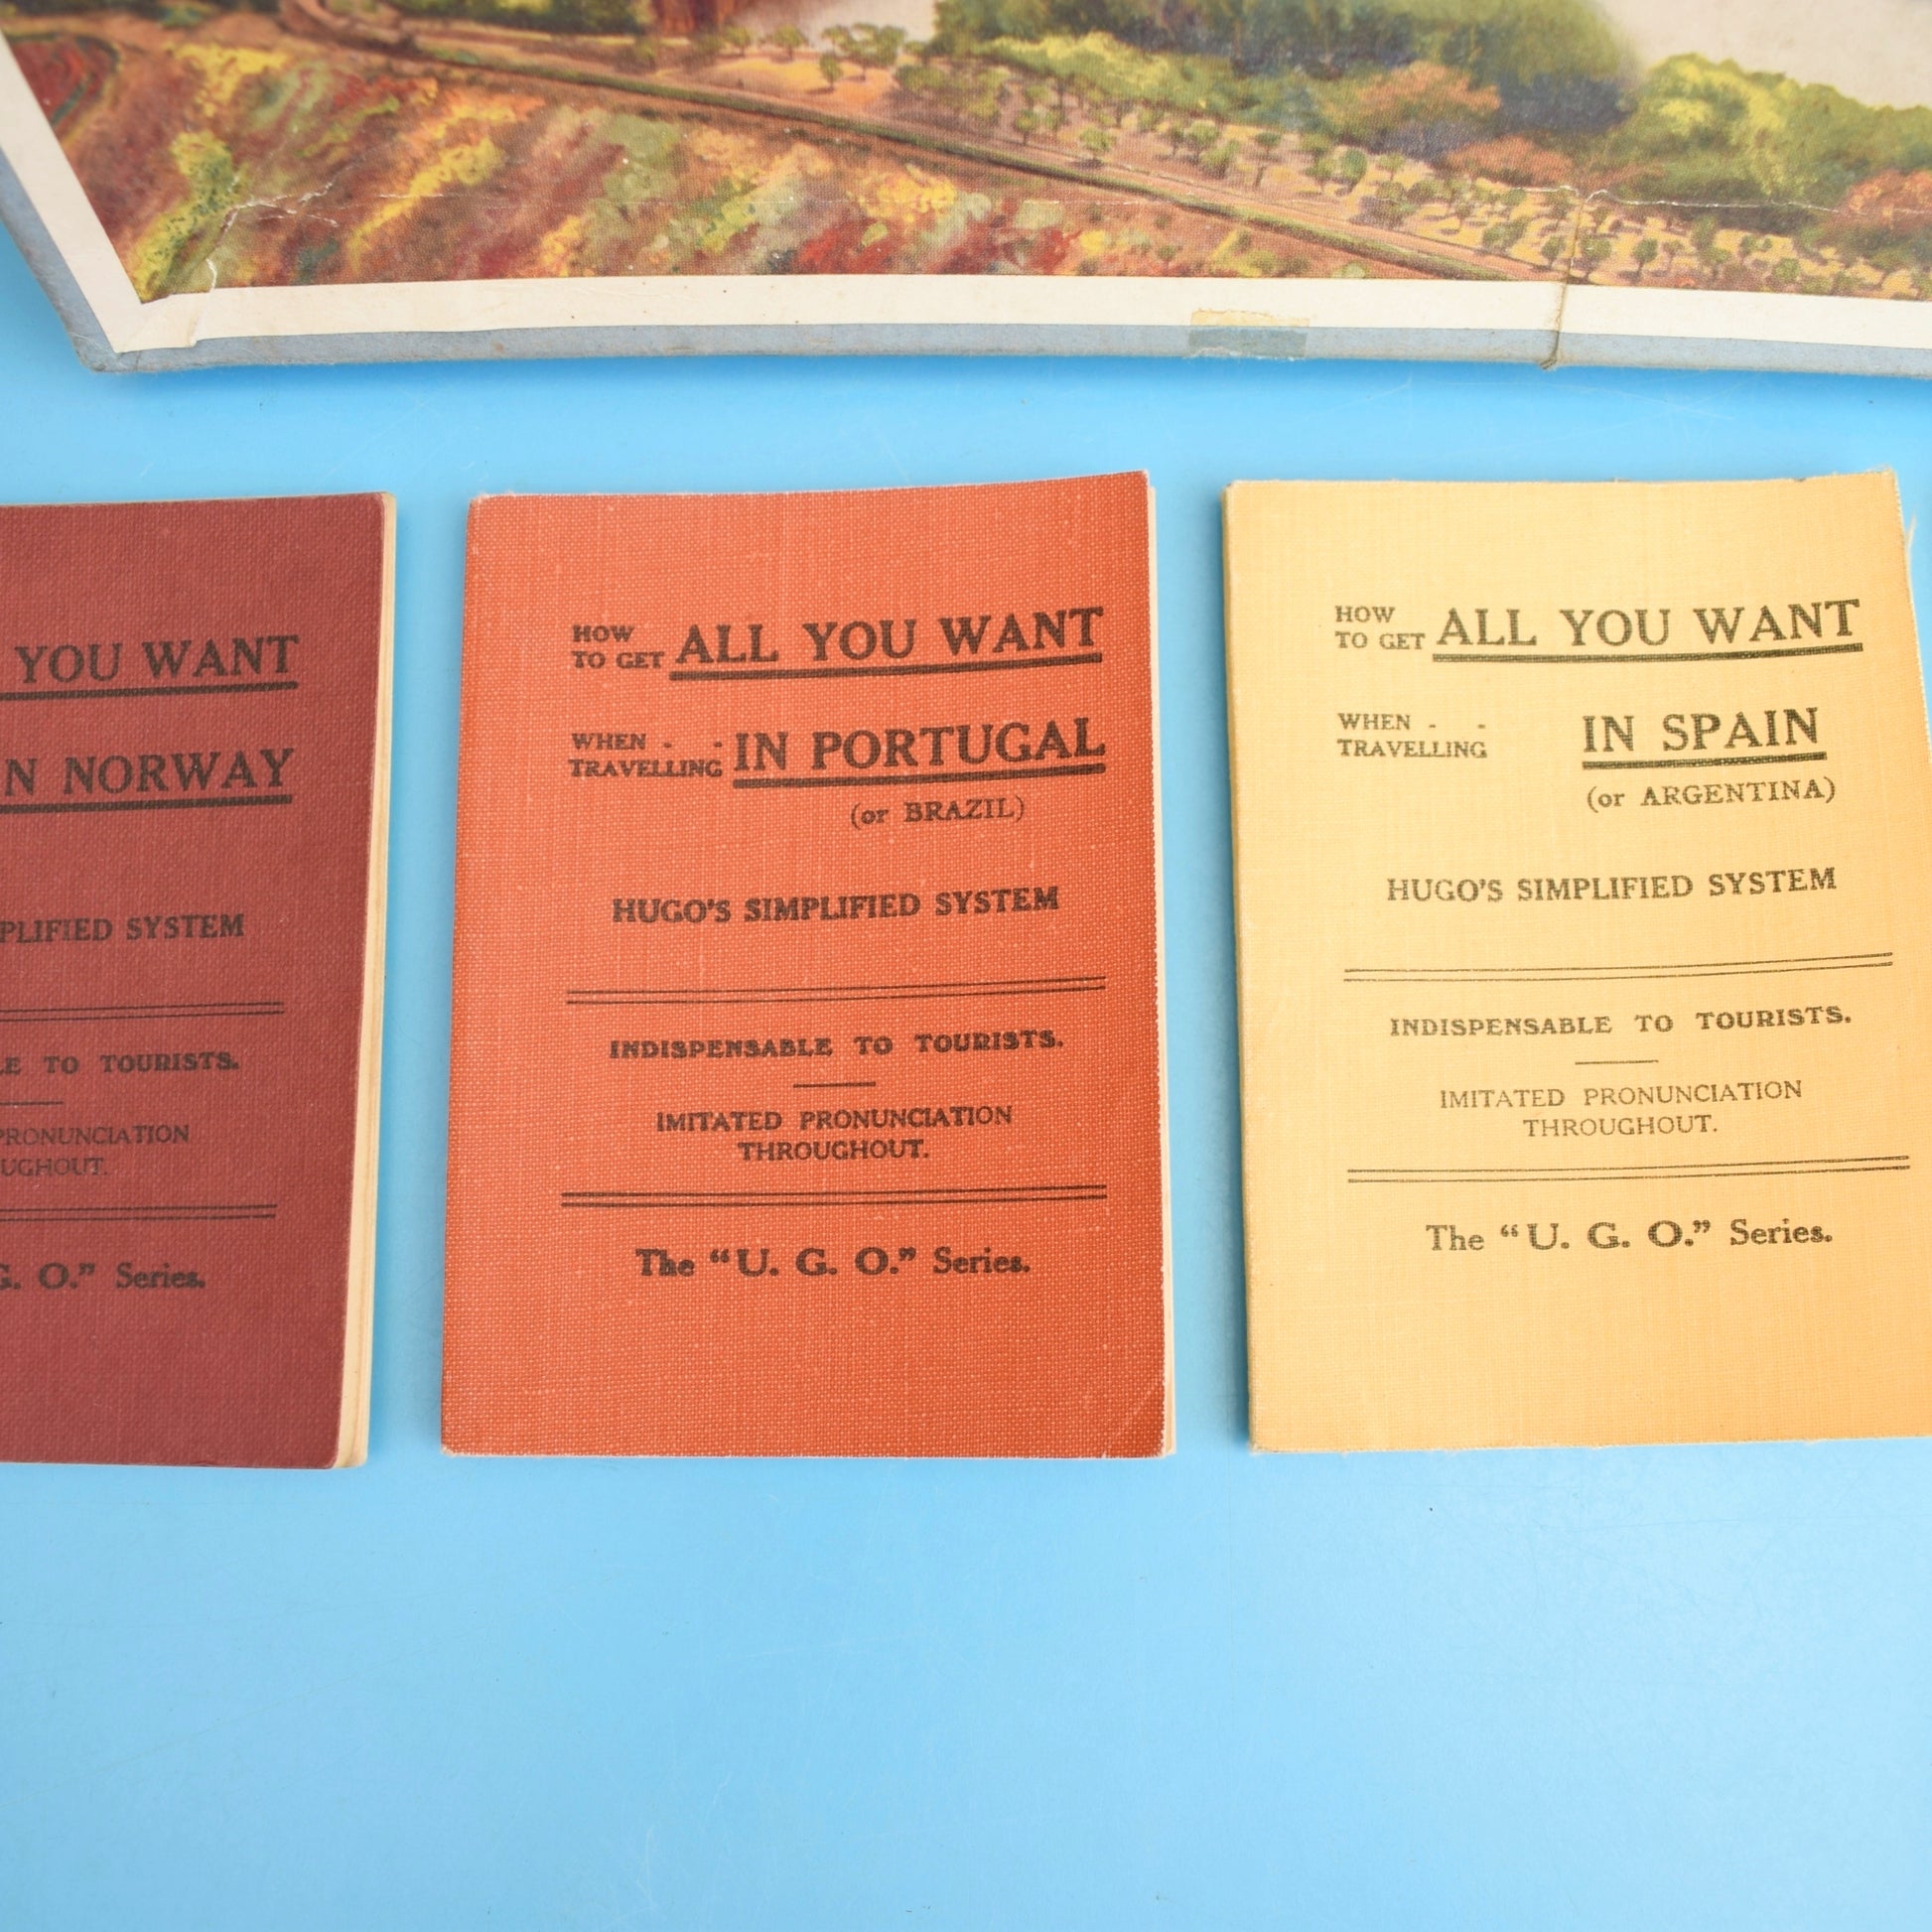 YOU WANT
N NORWAY
PLIFIED SYSTEM
LE TO TOURISTS.
PRONUNCIATION
UGHOUT.
G. O.” Series.
HOW
TO GET ALL YOU WANT
WHEN - -
TRAVELLING IN PORTUGAL
(or BRAZIL)
HUGO'S SIMPLIFIED SYSTEM
INDISPENSABLE TO TOURISTS.
IMITATED PRONUNCIATION
THROUGHOUT.
The “U. G. O.” Series.
HOW
TO GET ALL YOU WANT
WHEN - -
TRAVELLING IN SPAIN
(or ARGENTINA)
HUGO'S SIMPLIFIED SYSTEM
INDISPENSABLE TO TOURISTS.
IMITATED PRONUNCIATION
THROUGHOUT.
The “U. G. O.” Series.